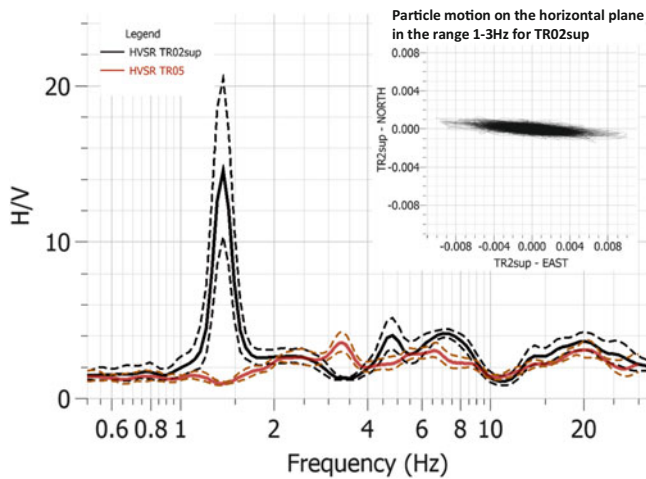 Particle motion on the horizontal plane
in the range 1-3Hz for TR02sup
Legend
HVSR TR02sup
HVSR TR05
0.008
0.004
0.000
-0.004
-0.008
TR2sup - NORTH
-0.008 -0.004 0.000 0.004 0.008
TR2sup - EAST
20
10
0
H/V
0.6 0.8 1 2 4 6 8 10 20
Frequency (Hz)